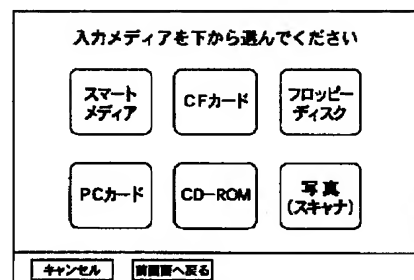 入力メディアを下から選んでください
スマート
メディア
CFカード
フロッピー
ディスク
PCカード
CD-ROM
写真
(スキャナ)
キャンセル
前画面へ戻る